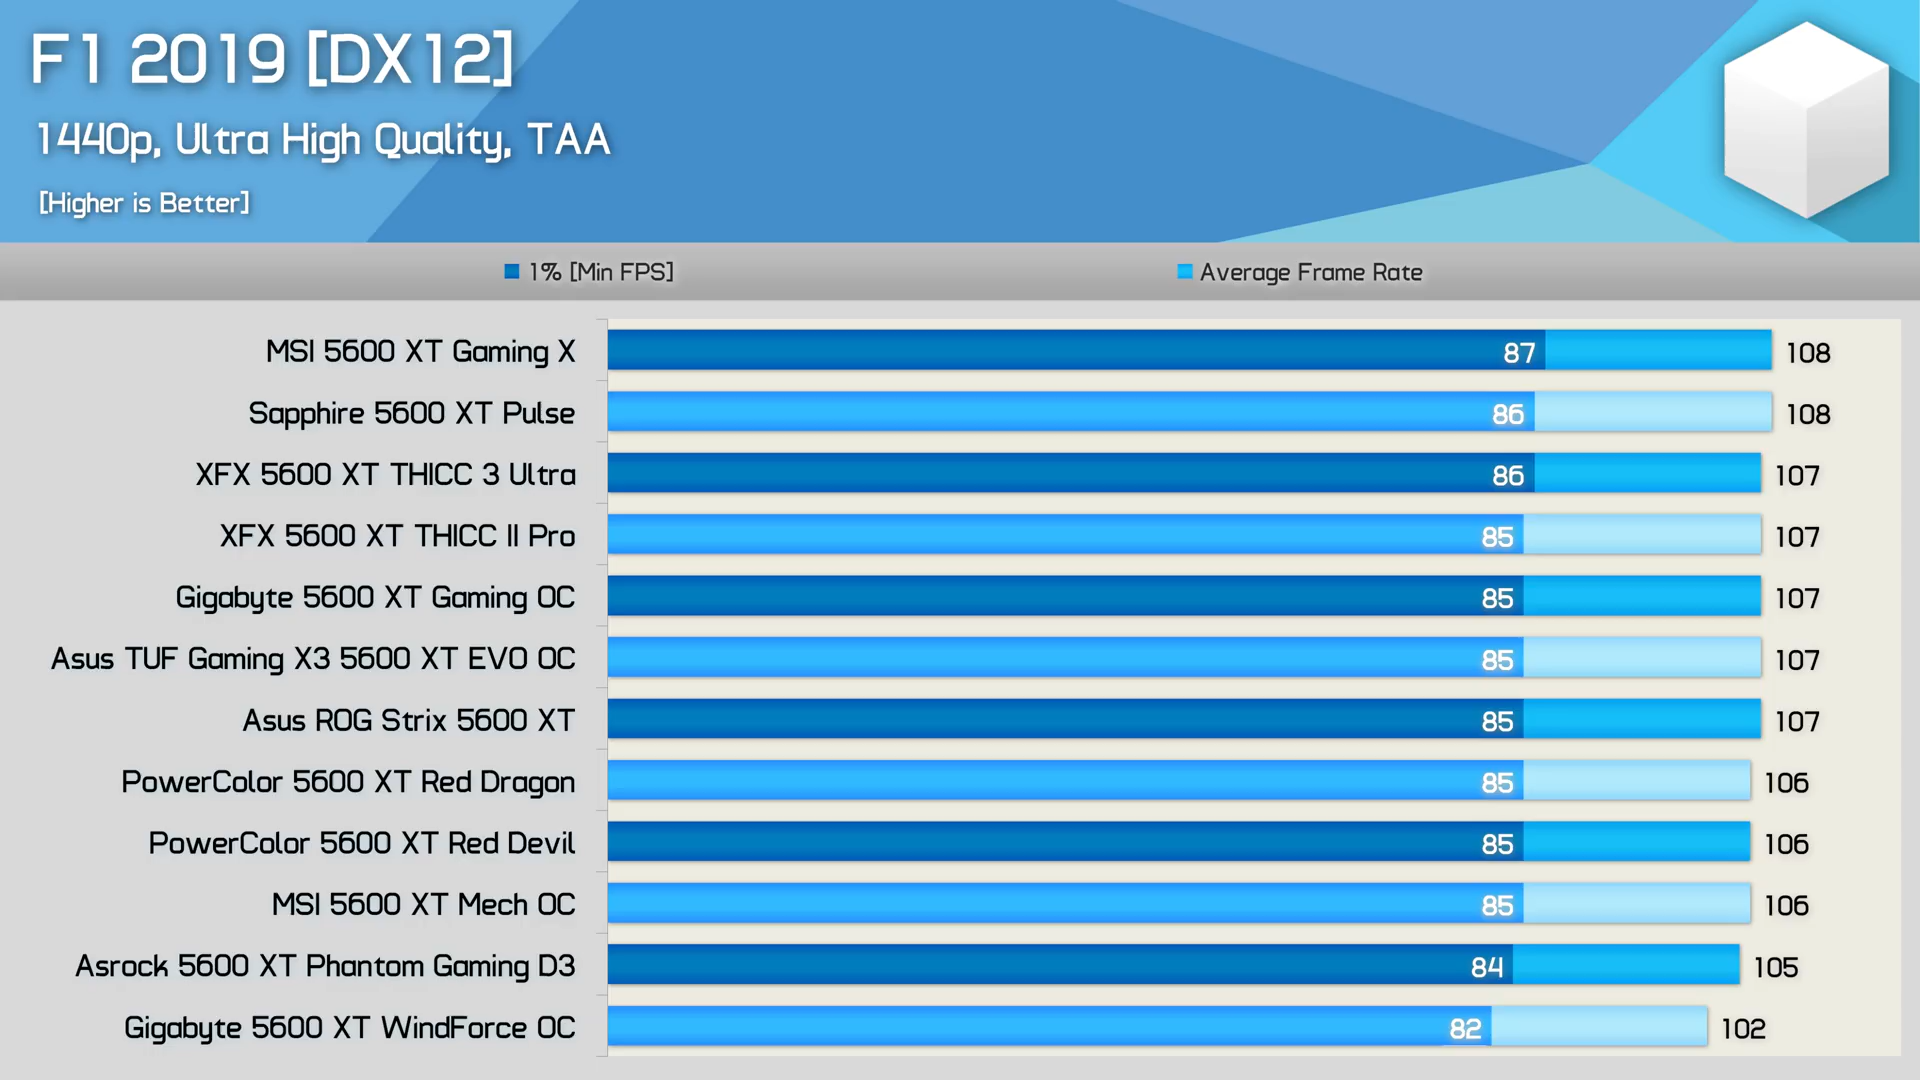 F1 2019 [DX12]
1440p, Ultra High Quality, TAA
[Higher is Better]
1% [Min FPS] Average Frame Rate
MSI 5600 XT Gaming X 87 108
Sapphire 5600 XT Pulse 86 108
XFX 5600 XT THICC 3 Ultra 86 107
XFX 5600 XT THICC II Pro 85 107
Gigabyte 5600 XT Gaming OC 85 107
Asus TUF Gaming X3 5600 XT EVO OC 85 107
Asus ROG Strix 5600 XT 85 107
PowerColor 5600 XT Red Dragon 85 106
PowerColor 5600 XT Red Devil 85 106
MSI 5600 XT Mech OC 85 106
Asrock 5600 XT Phantom Gaming D3 84 105
Gigabyte 5600 XT WindForce OC 82 102